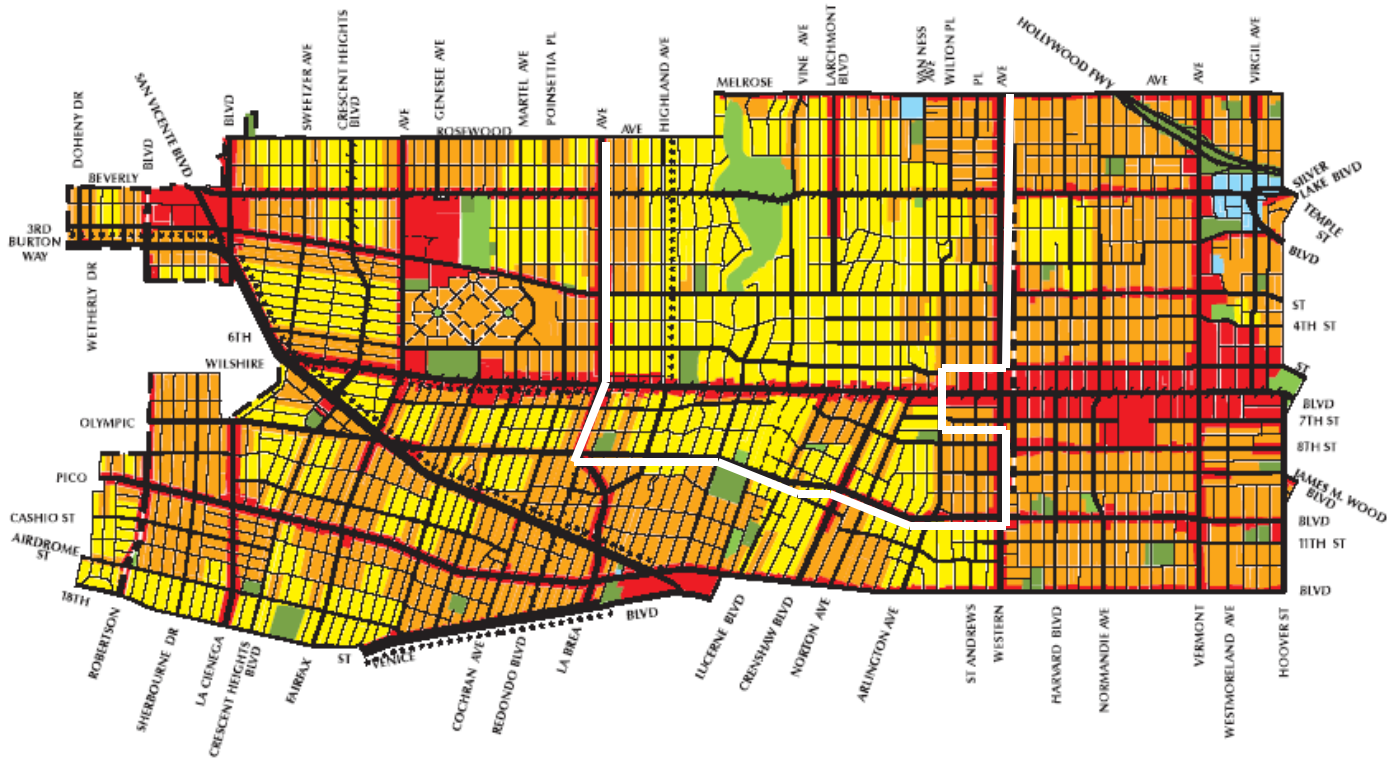 DOHENY DR
BLVD
SAN VICENTE BLVD
BLVD
SWEETZER AVE
CRESCENT HEIGHTS
BLVD
AVE
GENESEE AVE
MARTEL AVE
POINSETTIA PL
AVE
AVE
HIGHLAND AVE
MELROSE
VINE AVE
LARCHMONT
BLVD
VAN NESS
AVE
WILTON PL
PL
AVE
HOLLYWOOD FWY
AVE
AVE
VIRGIL AVE
ROSEWOOD
BEVERLY
3RD
BURTON
WAY
WETHERLY DR
6TH
WILSHIRE
OLYMPIC
PICO
CASHIO ST
AIRDROME
ST
18TH
SILVER
LAKE BLVD
TEMPLE
ST
BLVD
ST
4TH ST
ST
BLVD
7TH ST
8TH ST
JAMES M. WOOD
BLVD
BLVD
11TH ST
BLVD
ROBERTSON
SHERBOURNE DR
LA CIENEGA
CRESCENT HEIGHTS
BLVD
FAIRFAX
ST
VENICE
BLVD
COCHRAN AVE
REDONDO BLVD
LA BREA
LUCERNE BLVD
CRENSHAW BLVD
NORTON AVE
ARLINGTON AVE
ST ANDREWS
WESTERN
HARVARD BLVD
NORMANDIE AVE
VERMONT
WESTMORELAND AVE
HOOVER ST